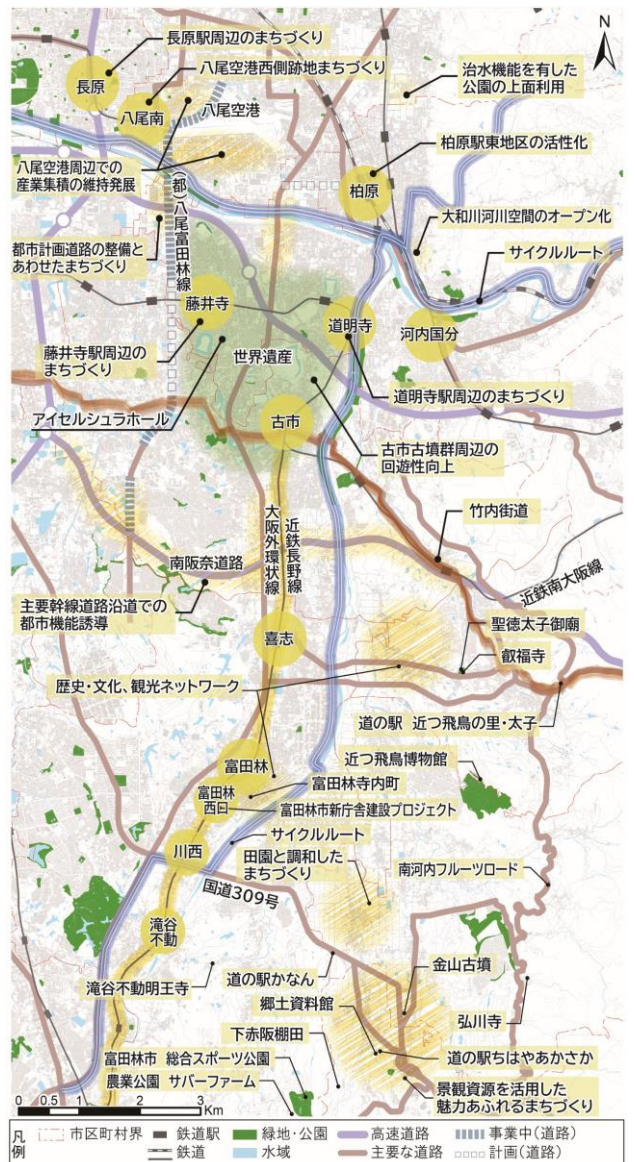 N
長原駅周辺のまちづくり
長原
八尾空港西側跡地まちづくり
八尾南
八尾空港
治水機能を有した
公園の上面利用
柏原駅東地区の活性化
柏原
八尾空港周辺での
産業集積の維持発展
(都)八尾富田林線
大和川河川空間のオープン化
都市計画道路の整備と
あわせたまちづくり
サイクルルート
藤井寺
道明寺
河内国分
藤井寺駅周辺の
まちづくり
世界遺産
道明寺駅周辺のまちづくり
アイセルシュラホール
古市
古市古墳群周辺の
回遊性向上
竹内街道
大阪外環状線
近鉄長野線
南阪奈道路
近鉄南大阪線
主要幹線道路沿道での
都市機能誘導
聖徳太子御廟
喜志
叡福寺
歴史・文化、観光ネットワーク
道の駅 近つ飛鳥の里・太子
近つ飛鳥博物館
富田林
富田林寺内町
富田林
西口
富田林市新庁舎建設プロジェクト
サイクルルート
川西
田園と調和した
まちづくり
南河内フルーツロード
国道309号
滝谷
不動
金山古墳
道の駅かなん
滝谷不動明王寺
郷土資料館
弘川寺
下赤阪棚田
道の駅ちはやあかさか
富田林市 総合スポーツ公園
農業公園 サバーファーム
景観資源を活用した
魅力あふれるまちづくり
0 0.5 1 2 3
Km
凡例
市区町村界
鉄道駅
緑地・公園
高速道路
事業中(道路)
鉄道
水域
主要な道路
計画(道路)